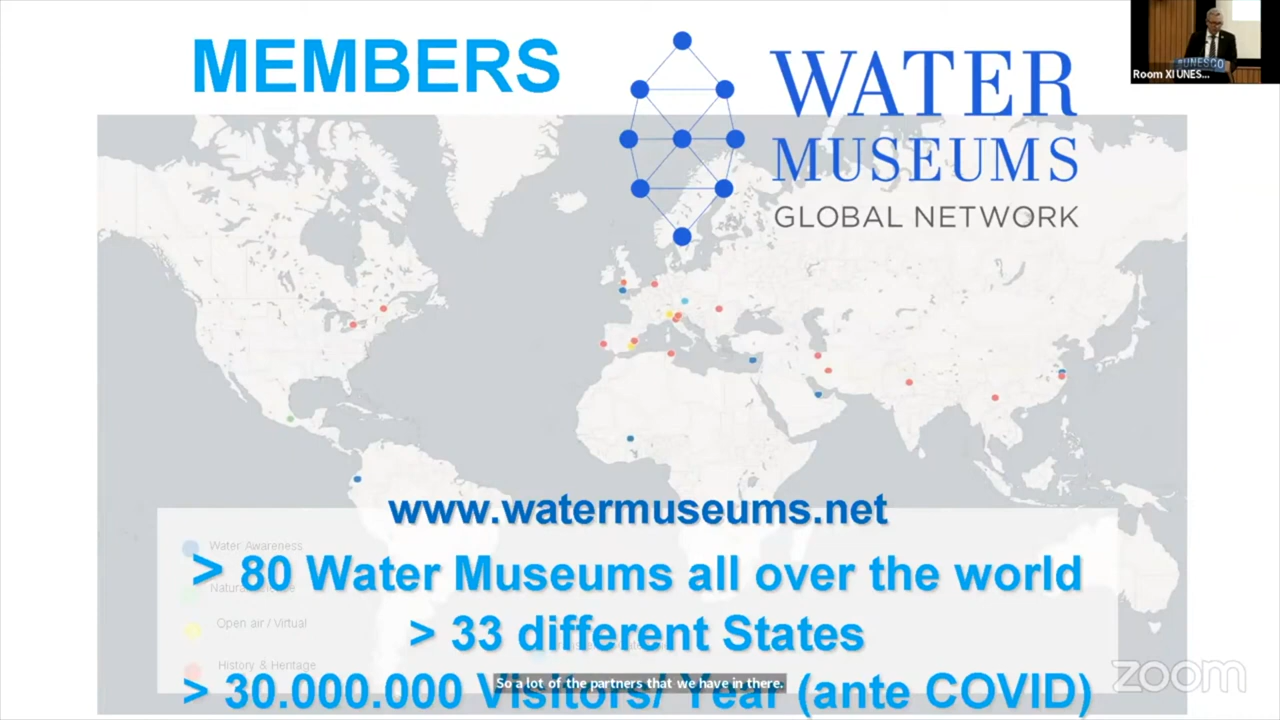 MEMBERS
WATER
MUSEUMS
GLOBAL NETWORK
#UNESCO
Room XI UNES...
www.watermuseums.net
Water Awareness
> 80 Water Museums all over the world
Open air / Virtual
> 33 different States
History & Heritage
> 30.000.000 Visitors/ Year (ante COVID)
So a lot of the partners that we have in there.
zoom